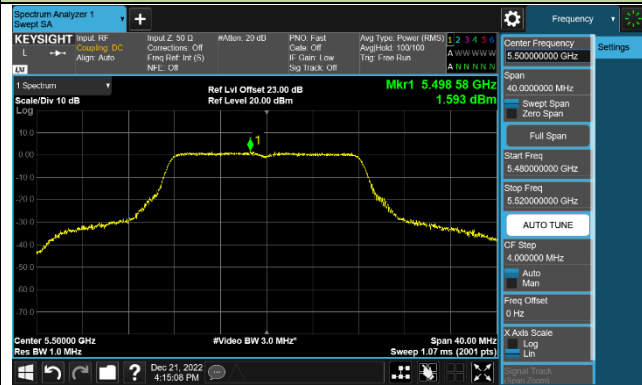 Spectrum Analyzer 1
Swept SA
+
Frequency
KEYSIGHT
L
LXI
Input: RF
Coupling: DC
Align: Auto
Input Z: 50 Ω
Corrections: Off
Freq Ref: Int (S)
NFE: Off
#Atten: 20 dB
PNO: Fast
Gate: Off
IF Gain: Low
Sig Track: Off
Avg Type: Power (RMS)
Avg|Hold: 100/100
Trig: Free Run
1 2 3 4 5 6
A W W W W W
A N N N N N
1 Spectrum
Scale/Div 10 dB
Log
Ref Lvl Offset 23.00 dB
Ref Level 20.00 dBm
Mkr1 5.498 58 GHz
1.593 dBm
1
10.0
0.00
-10.0
-20.0
-30.0
-40.0
-50.0
-60.0
-70.0
Center 5.50000 GHz
Res BW 1.0 MHz
#Video BW 3.0 MHz*
Span 40.00 MHz
Sweep 1.07 ms (2001 pts)
Dec 21, 2022
4:15:08 PM
?
Center Frequency
5.500000000 GHz
Settings
Span
40.0000000 MHz
Swept Span
Zero Span
Full Span
Start Freq
5.480000000 GHz
Stop Freq
5.520000000 GHz
AUTO TUNE
CF Step
4.000000 MHz
Auto
Man
Freq Offset
0 Hz
X Axis Scale
Log
Lin
Signal Track
(Span Zoom)